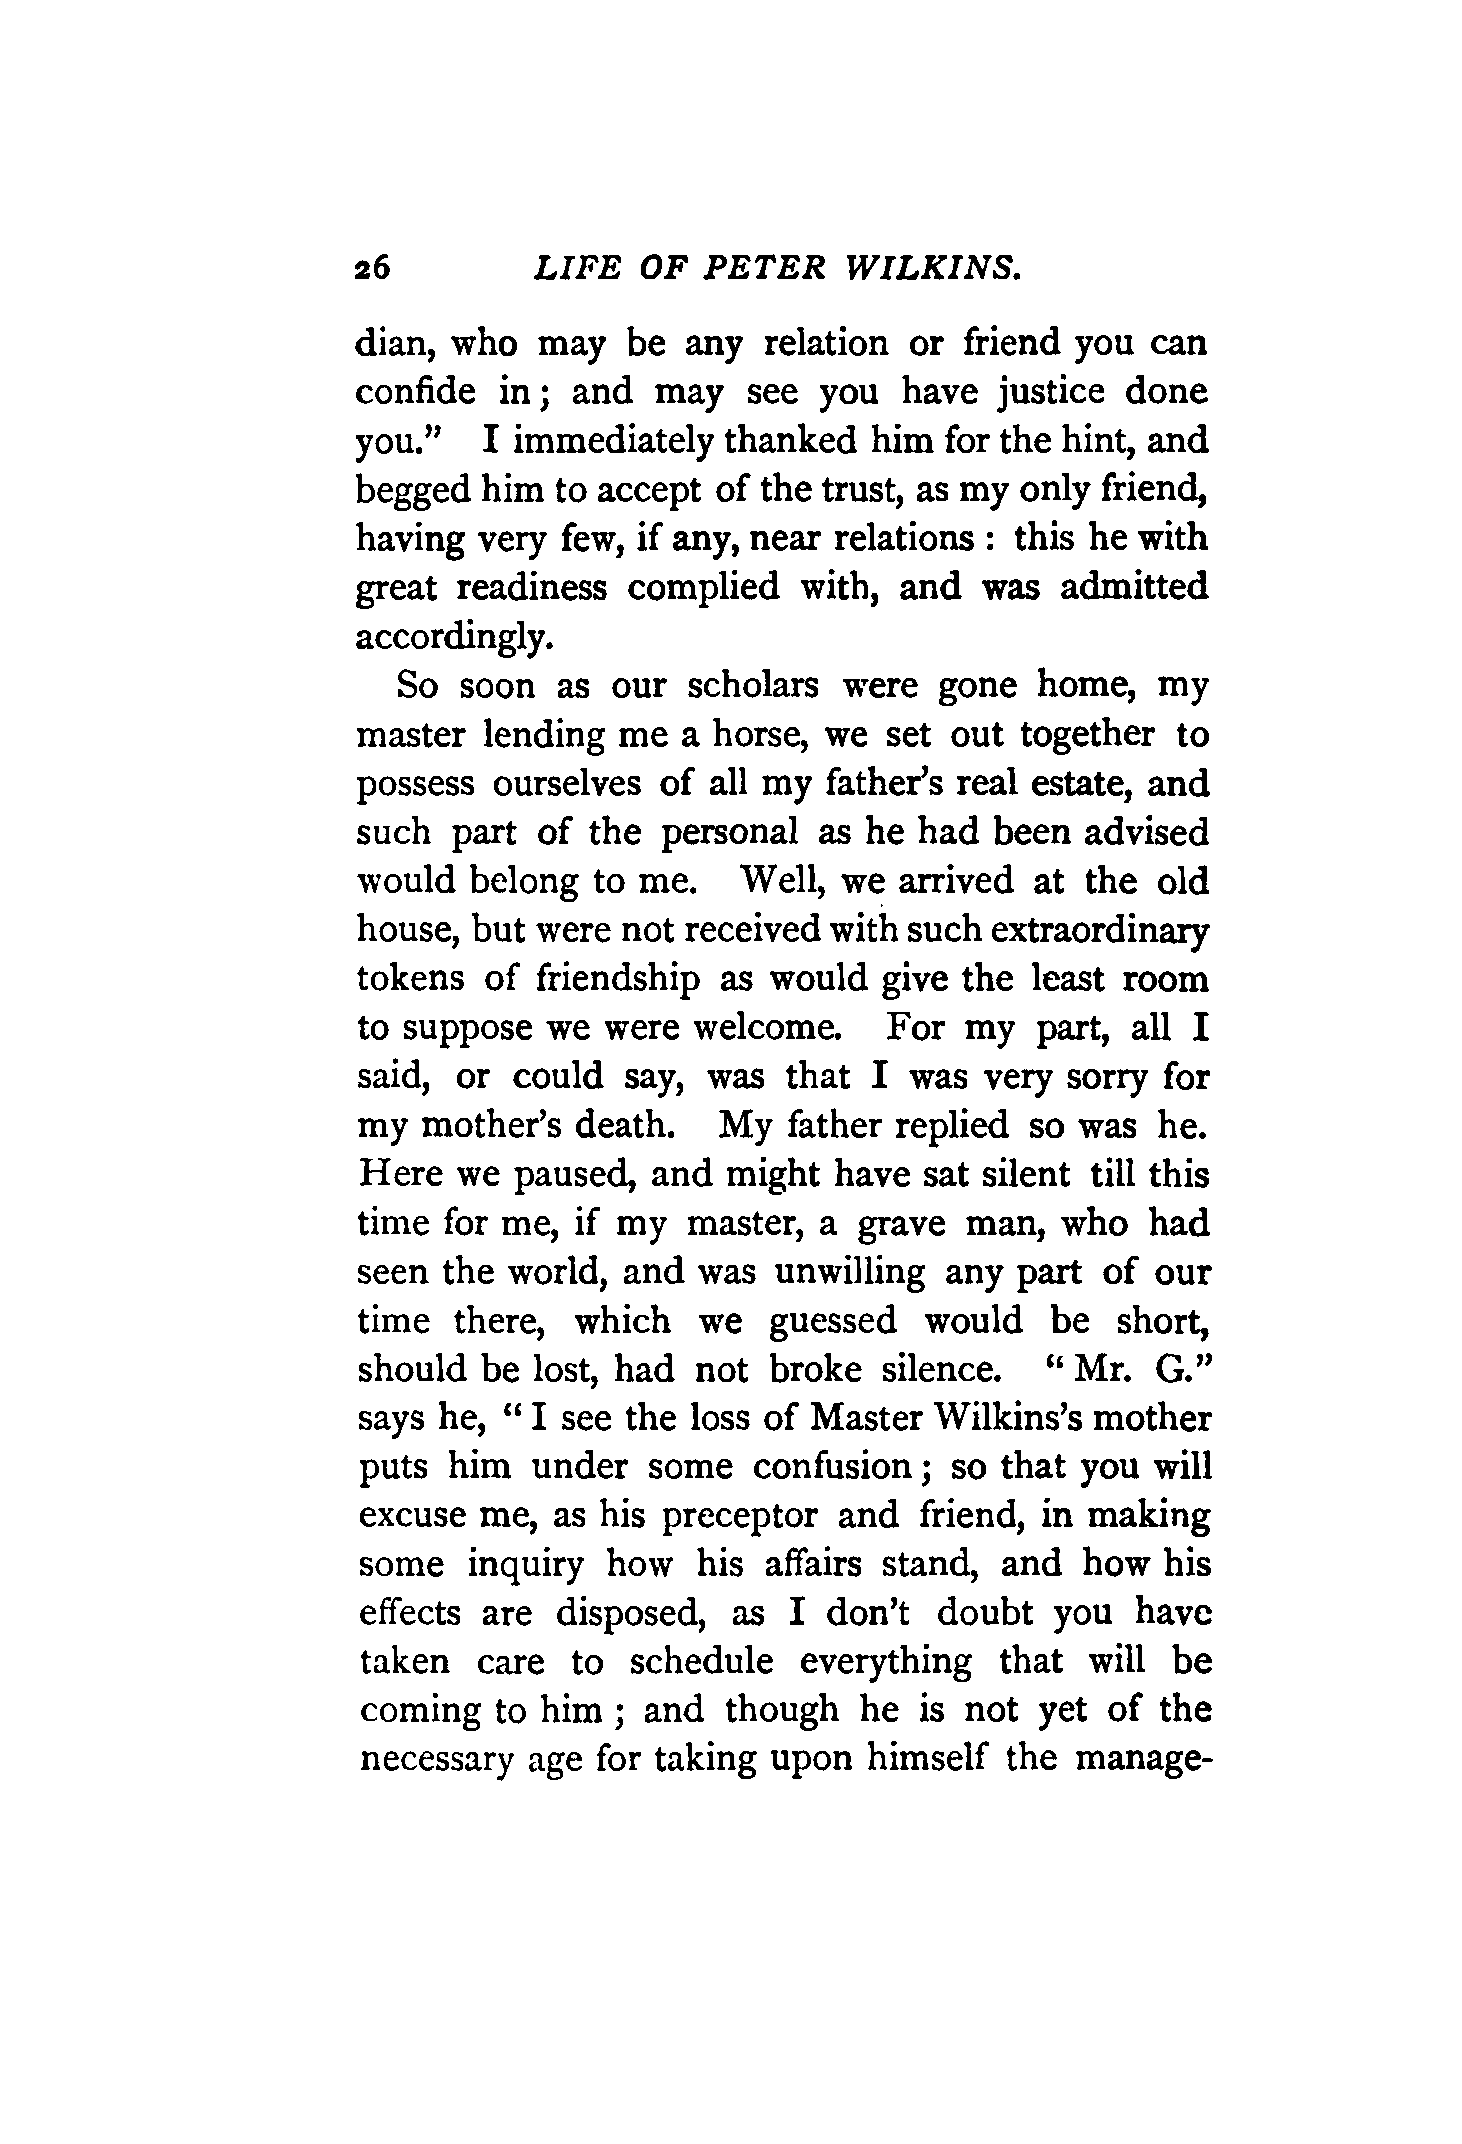 26 LIFE OF PETER WILKINS.
dian, who may be any relation or friend you can
confide in ; and may see you have justice done
you.” I immediately thanked him for the hint, and
begged him to accept of the trust, as my only friend,
having very few, if any, near relations : this he with
great readiness complied with, and was admitted
accordingly.
So soon as our scholars were gone home, my
master lending me a horse, we set out together to
possess ourselves of all my father’s real estate, and
such part of the personal as he had been advised
would belong to me. Well, we arrived at the old
house, but were not received with such extraordinary
tokens of friendship as would give the least room
to suppose we were welcome. For my part, all I
said, or could say, was that I was very sorry for
my mother’s death. My father replied so was he.
Here we paused, and might have sat silent till this
time for me, if my master, a grave man, who had
seen the world, and was unwilling any part of our
time there, which we guessed would be short,
should be lost, had not broke silence. “ Mr. G.”
says he, “ I see the loss of Master Wilkins’s mother
puts him under some confusion ; so that you will
excuse me, as his preceptor and friend, in making
some inquiry how his affairs stand, and how his
effects are disposed, as I don’t doubt you have
taken care to schedule everything that will be
coming to him ; and though he is not yet of the
necessary age for taking upon himself the manage-